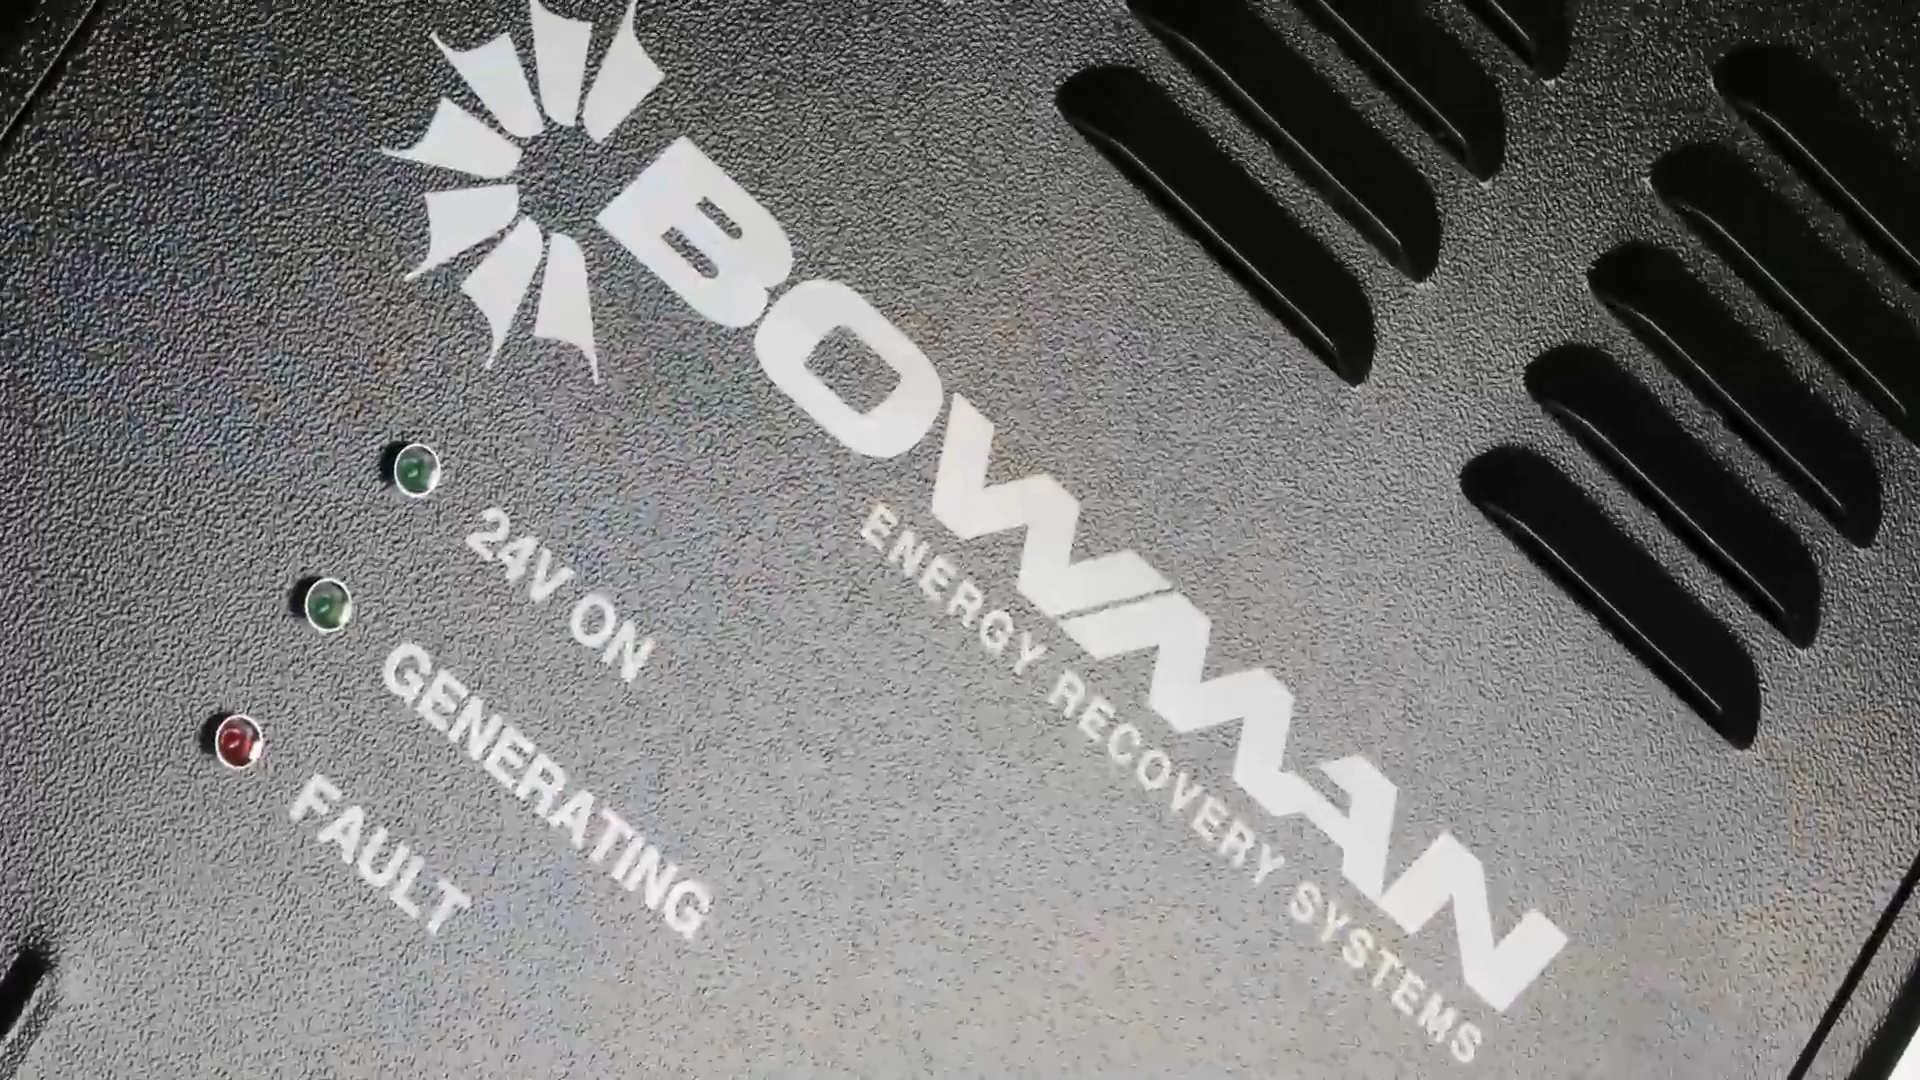 BOWMAN
ENERGY RECOVERY SYSTEMS
24V ON
GENERATING
FAULT